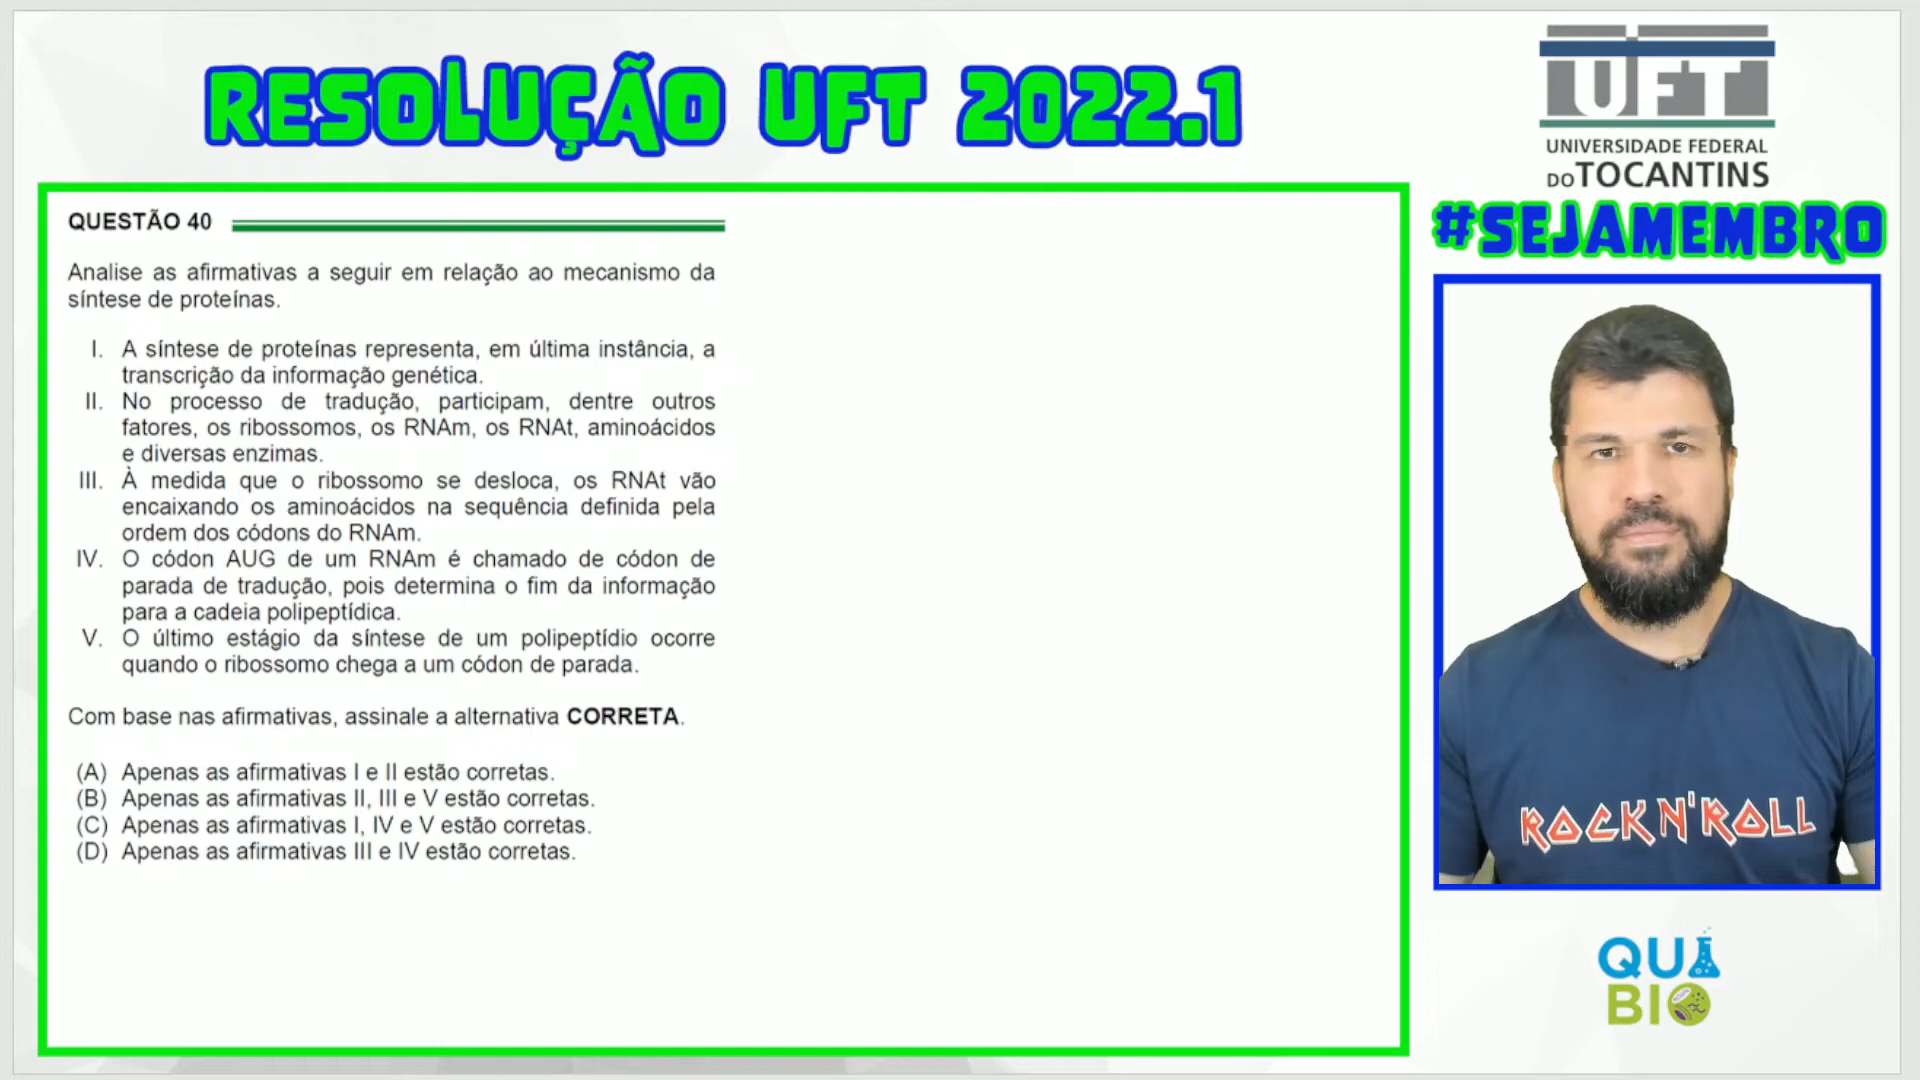 RESOLUÇÃO UFT 2022.1
UFT
UNIVERSIDADE FEDERAL
DO TOCANTINS
#SEJAMEMBRO
QUESTÃO 40
Analise as afirmativas a seguir em relação ao mecanismo da
síntese de proteínas.
I. A síntese de proteínas representa, em última instância, a
transcrição da informação genética.
II. No processo de tradução, participam, dentre outros
fatores, os ribossomos, os RNAm, os RNAt, aminoácidos
e diversas enzimas.
III. À medida que o ribossomo se desloca, os RNAt vão
encaixando os aminoácidos na sequência definida pela
ordem dos códons do RNAm.
IV. O códon AUG de um RNAm é chamado de códon de
parada de tradução, pois determina o fim da informação
para a cadeia polipeptídica.
V. O último estágio da síntese de um polipeptídio ocorre
quando o ribossomo chega a um códon de parada.
Com base nas afirmativas, assinale a alternativa CORRETA.
(A) Apenas as afirmativas I e II estão corretas.
(B) Apenas as afirmativas II, III e V estão corretas.
(C) Apenas as afirmativas I, IV e V estão corretas.
(D) Apenas as afirmativas III e IV estão corretas.
ROCK N' ROLL
QUI
BIO